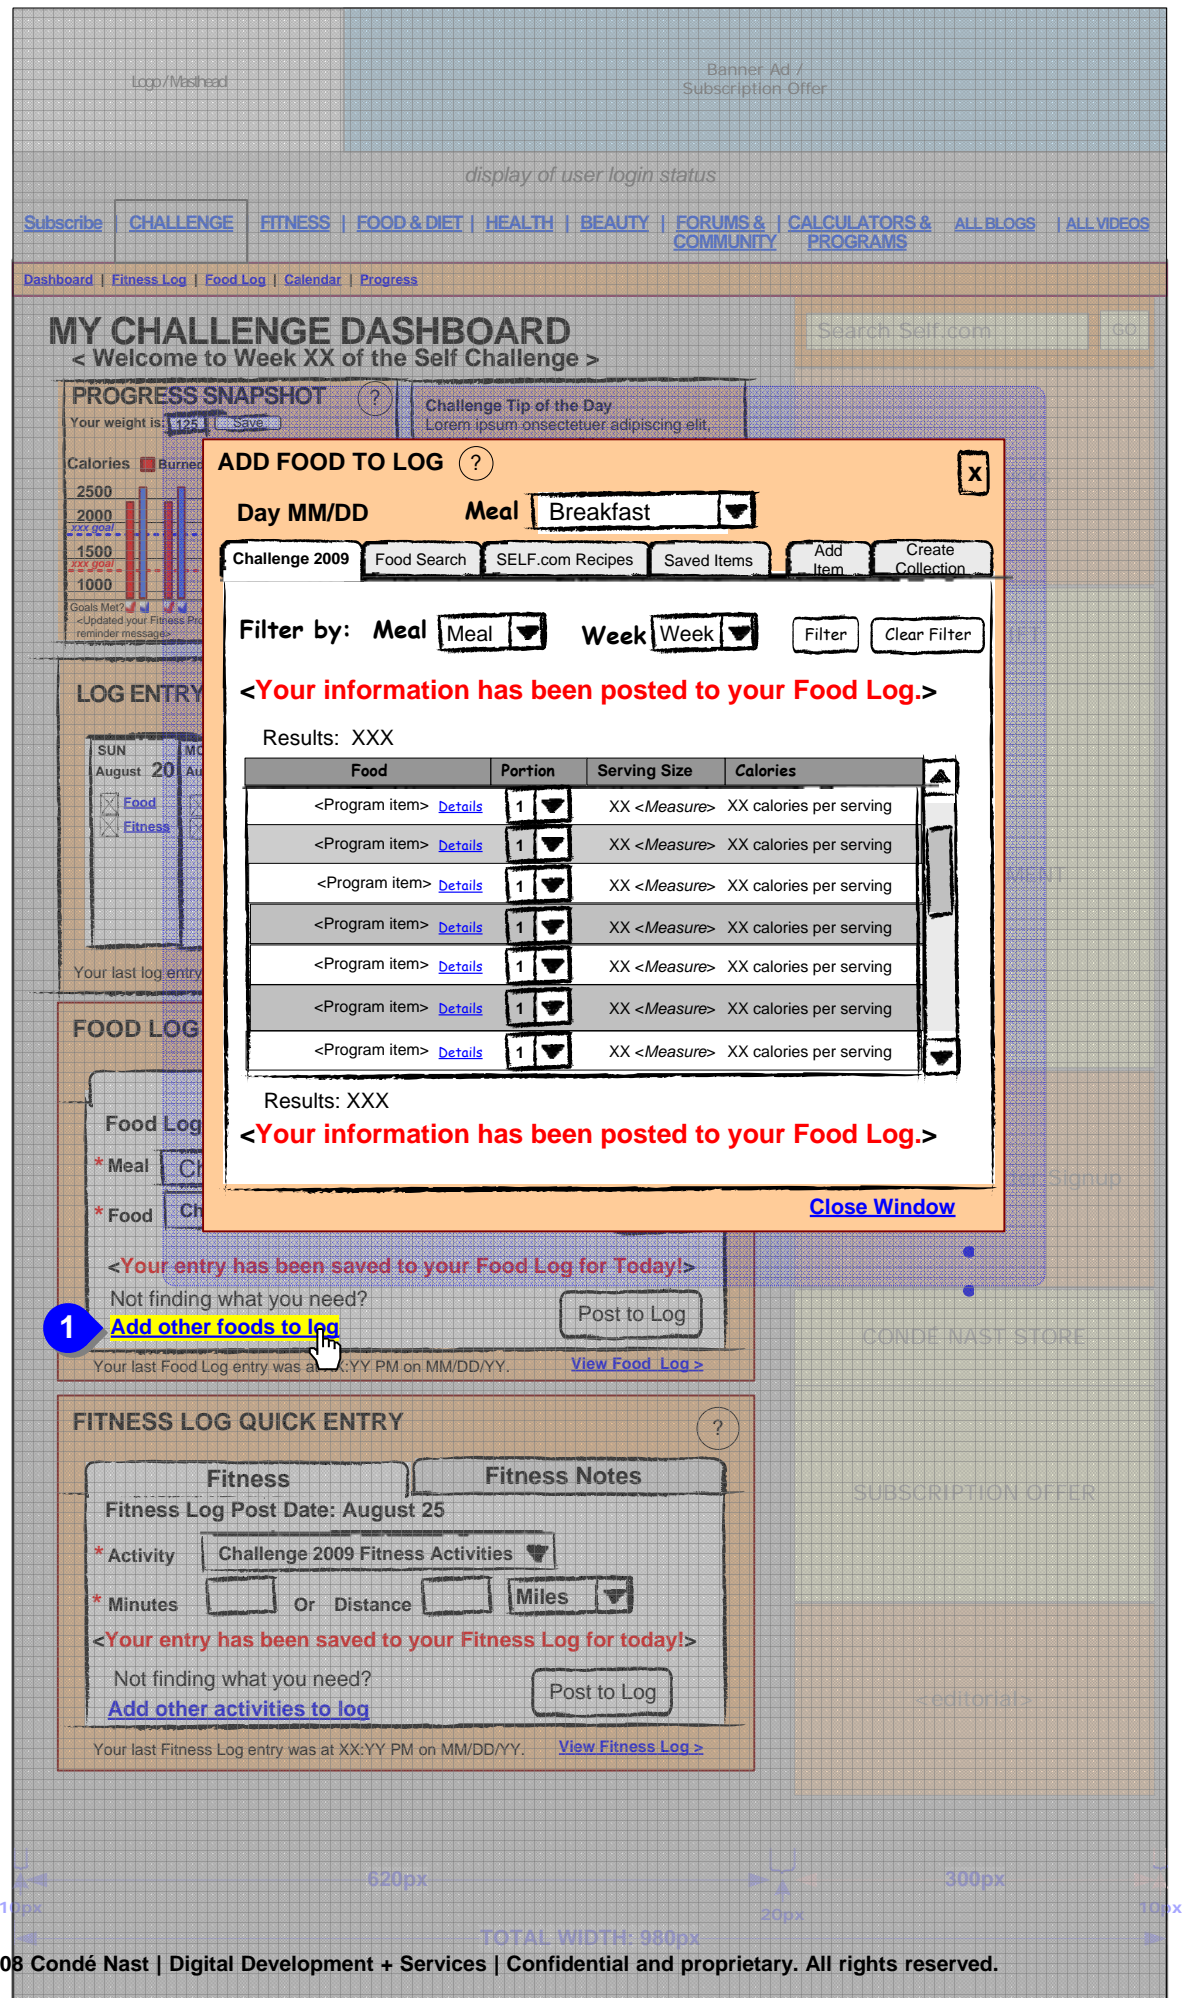 Logo / Masthead
Banner Ad /
Subscription Offer
display of user login status
Subscribe | CHALLENGE FITNESS | FOOD & DIET | HEALTH | BEAUTY | FORUMS & COMMUNITY | CALCULATORS & PROGRAMS ALL BLOGS | ALL VIDEOS
Dashboard | Fitness Log | Food Log | Calendar | Progress
MY CHALLENGE DASHBOARD
< Welcome to Week XX of the Self Challenge >
Search Self.com GO
PROGRESS SNAPSHOT ?
Your weight is: 125 Save
Challenge Tip of the Day
Lorem ipsum onsectetuer adipiscing elit,
Calories Burned
2500
2000
xxx goal
1500
xxx goal
1000
Goals Met?
<Updated your Fitness Pro
reminder message>
ADD FOOD TO LOG ?
X
Day MM/DD Meal Breakfast
Challenge 2009 Food Search SELF.com Recipes Saved Items Add Item Create Collection
Filter by: Meal Meal Week Week Filter Clear Filter
<Your information has been posted to your Food Log.>
Results: XXX
Food Portion Serving Size Calories
<Program item> Details 1 XX <Measure> XX calories per serving
<Program item> Details 1 XX <Measure> XX calories per serving
<Program item> Details 1 XX <Measure> XX calories per serving
<Program item> Details 1 XX <Measure> XX calories per serving
<Program item> Details 1 XX <Measure> XX calories per serving
<Program item> Details 1 XX <Measure> XX calories per serving
<Program item> Details 1 XX <Measure> XX calories per serving
Results: XXX
<Your information has been posted to your Food Log.>
Close Window
LOG ENTRY
SUN MO
August 20 Au
Food
Fitness
Your last log entry
FOOD LOG
Food Log
* Meal Ch
* Food Ch
<Your entry has been saved to your Food Log for Today!>
Not finding what you need?
1 Add other foods to log
Post to Log
Your last Food Log entry was at XX:YY PM on MM/DD/YY. View Food Log >
Signup
CONDE NAST STORE
FITNESS LOG QUICK ENTRY ?
Fitness Fitness Notes
Fitness Log Post Date: August 25
* Activity Challenge 2009 Fitness Activities
* Minutes Or Distance Miles
<Your entry has been saved to your Fitness Log for today!>
Not finding what you need?
Add other activities to log
Post to Log
Your last Fitness Log entry was at XX:YY PM on MM/DD/YY. View Fitness Log >
SUBSCRIPTION OFFER
620px 300px
10px 20px 10px
TOTAL WIDTH: 980px
08 Condé Nast | Digital Development + Services | Confidential and proprietary. All rights reserved.